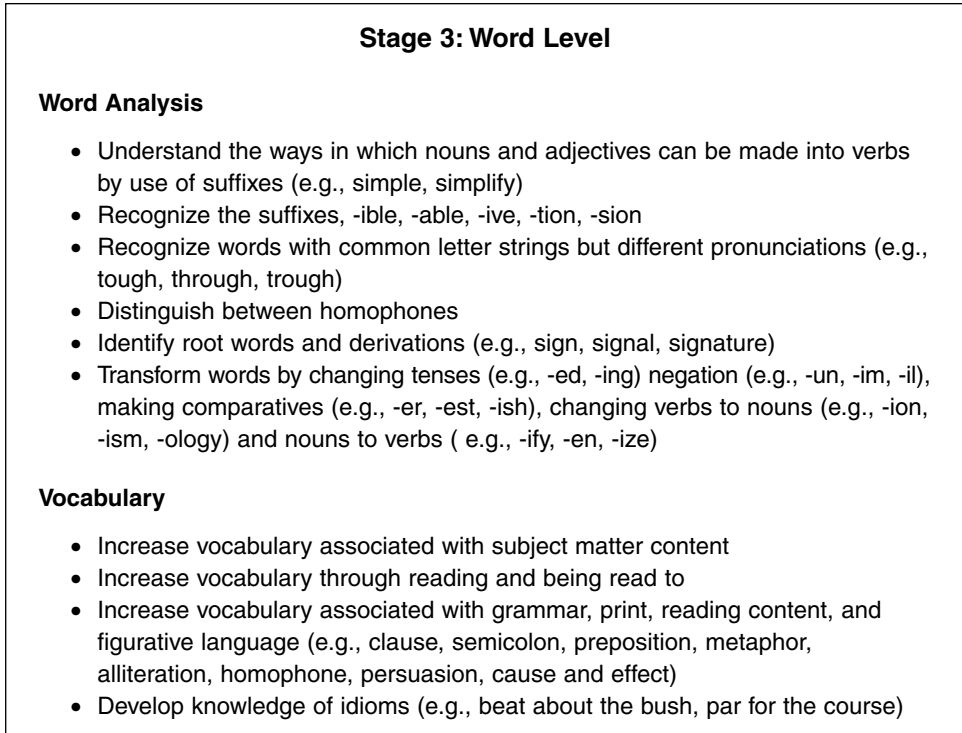 Stage 3: Word Level
Word Analysis
• Understand the ways in which nouns and adjectives can be made into verbs
by use of suffixes (e.g., simple, simplify)
• Recognize the suffixes, -ible, -able, -ive, -tion, -sion
• Recognize words with common letter strings but different pronunciations (e.g.,
tough, through, trough)
• Distinguish between homophones
• Identify root words and derivations (e.g., sign, signal, signature)
• Transform words by changing tenses (e.g., -ed, -ing) negation (e.g., -un, -im, -il),
making comparatives (e.g., -er, -est, -ish), changing verbs to nouns (e.g., -ion,
-ism, -ology) and nouns to verbs ( e.g., -ify, -en, -ize)
Vocabulary
• Increase vocabulary associated with subject matter content
• Increase vocabulary through reading and being read to
• Increase vocabulary associated with grammar, print, reading content, and
figurative language (e.g., clause, semicolon, preposition, metaphor,
alliteration, homophone, persuasion, cause and effect)
• Develop knowledge of idioms (e.g., beat about the bush, par for the course)